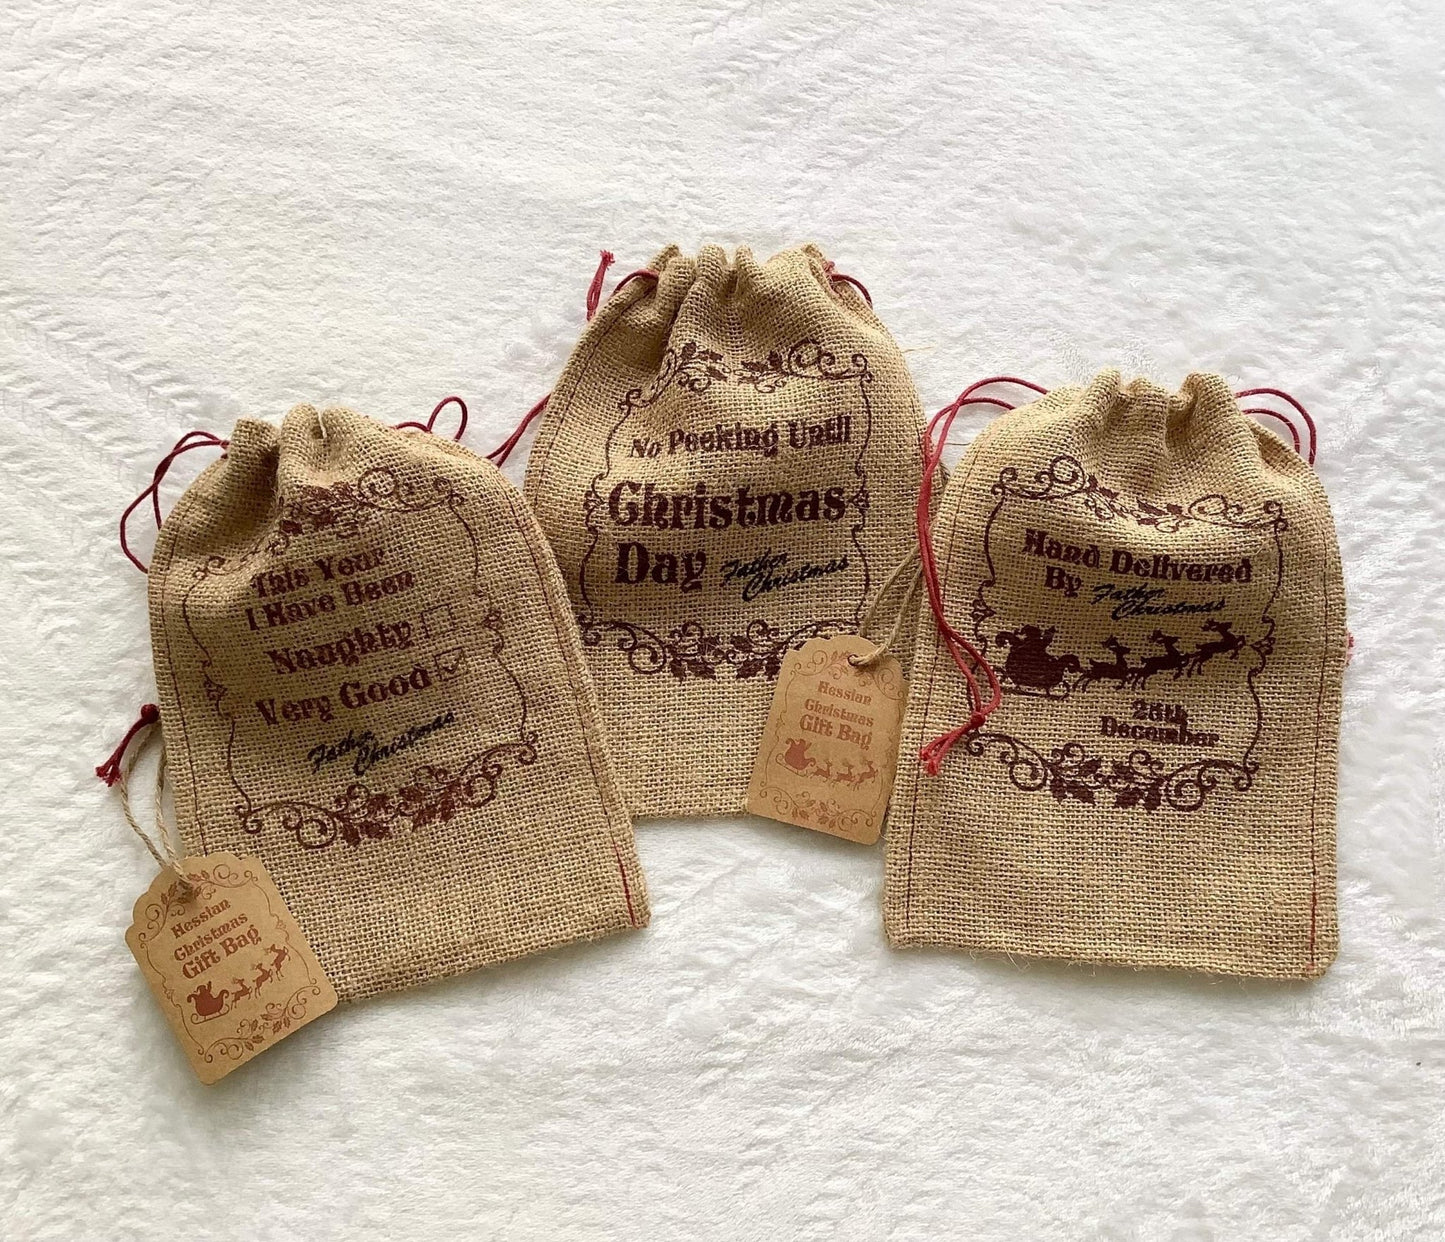 This Year
I Have Been
Naughty
Very Good
Father
Christmas
Hessian
Christmas
Gift Bag
No Peeking Until
Christmas
Day Father
Christmas
Hessian
Christmas
Gift Bag
Hand Delivered
By Father
Christmas
25th
December